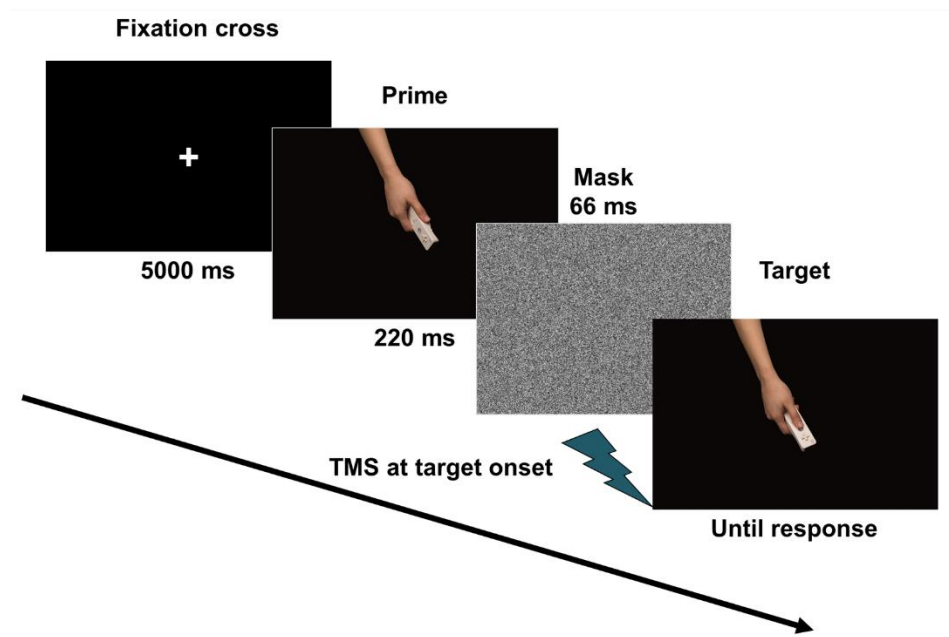 Fixation cross
5000 ms
Prime
220 ms
Mask
66 ms
Target
TMS at target onset
Until response